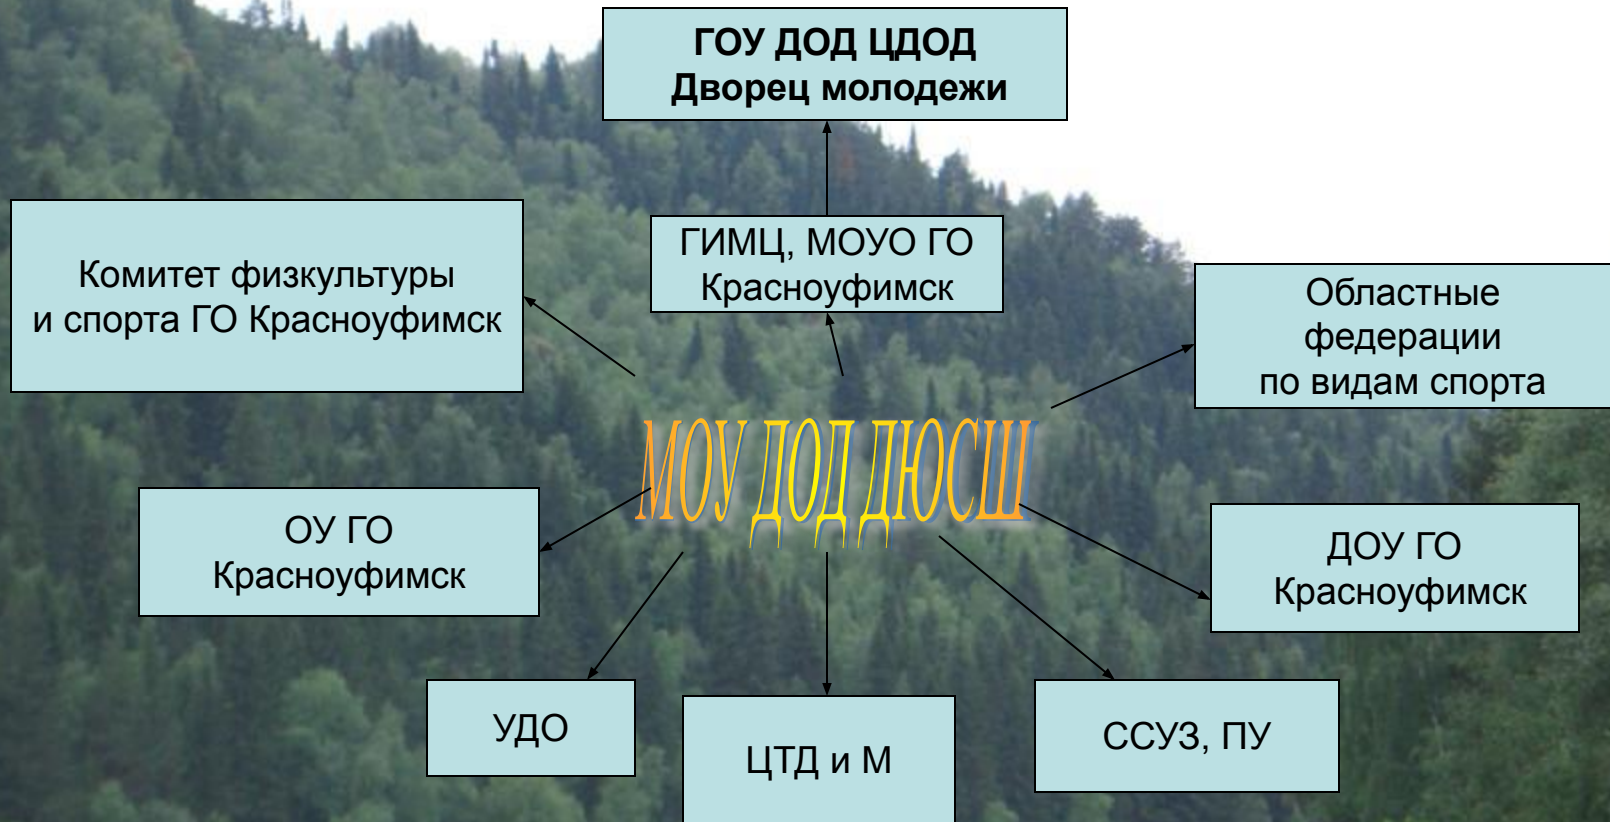 ГОУ ДОД ЦДОД
Дворец молодежи
ГИМЦ, МОУО ГО
Красноуфимск
Комитет физкультуры
и спорта ГО Красноуфимск
Областные
федерации
по видам спорта
МОУ ДОД ДЮСШ
ОУ ГО
Красноуфимск
ДОУ ГО
Красноуфимск
УДО
ЦТД и М
ССУЗ, ПУ